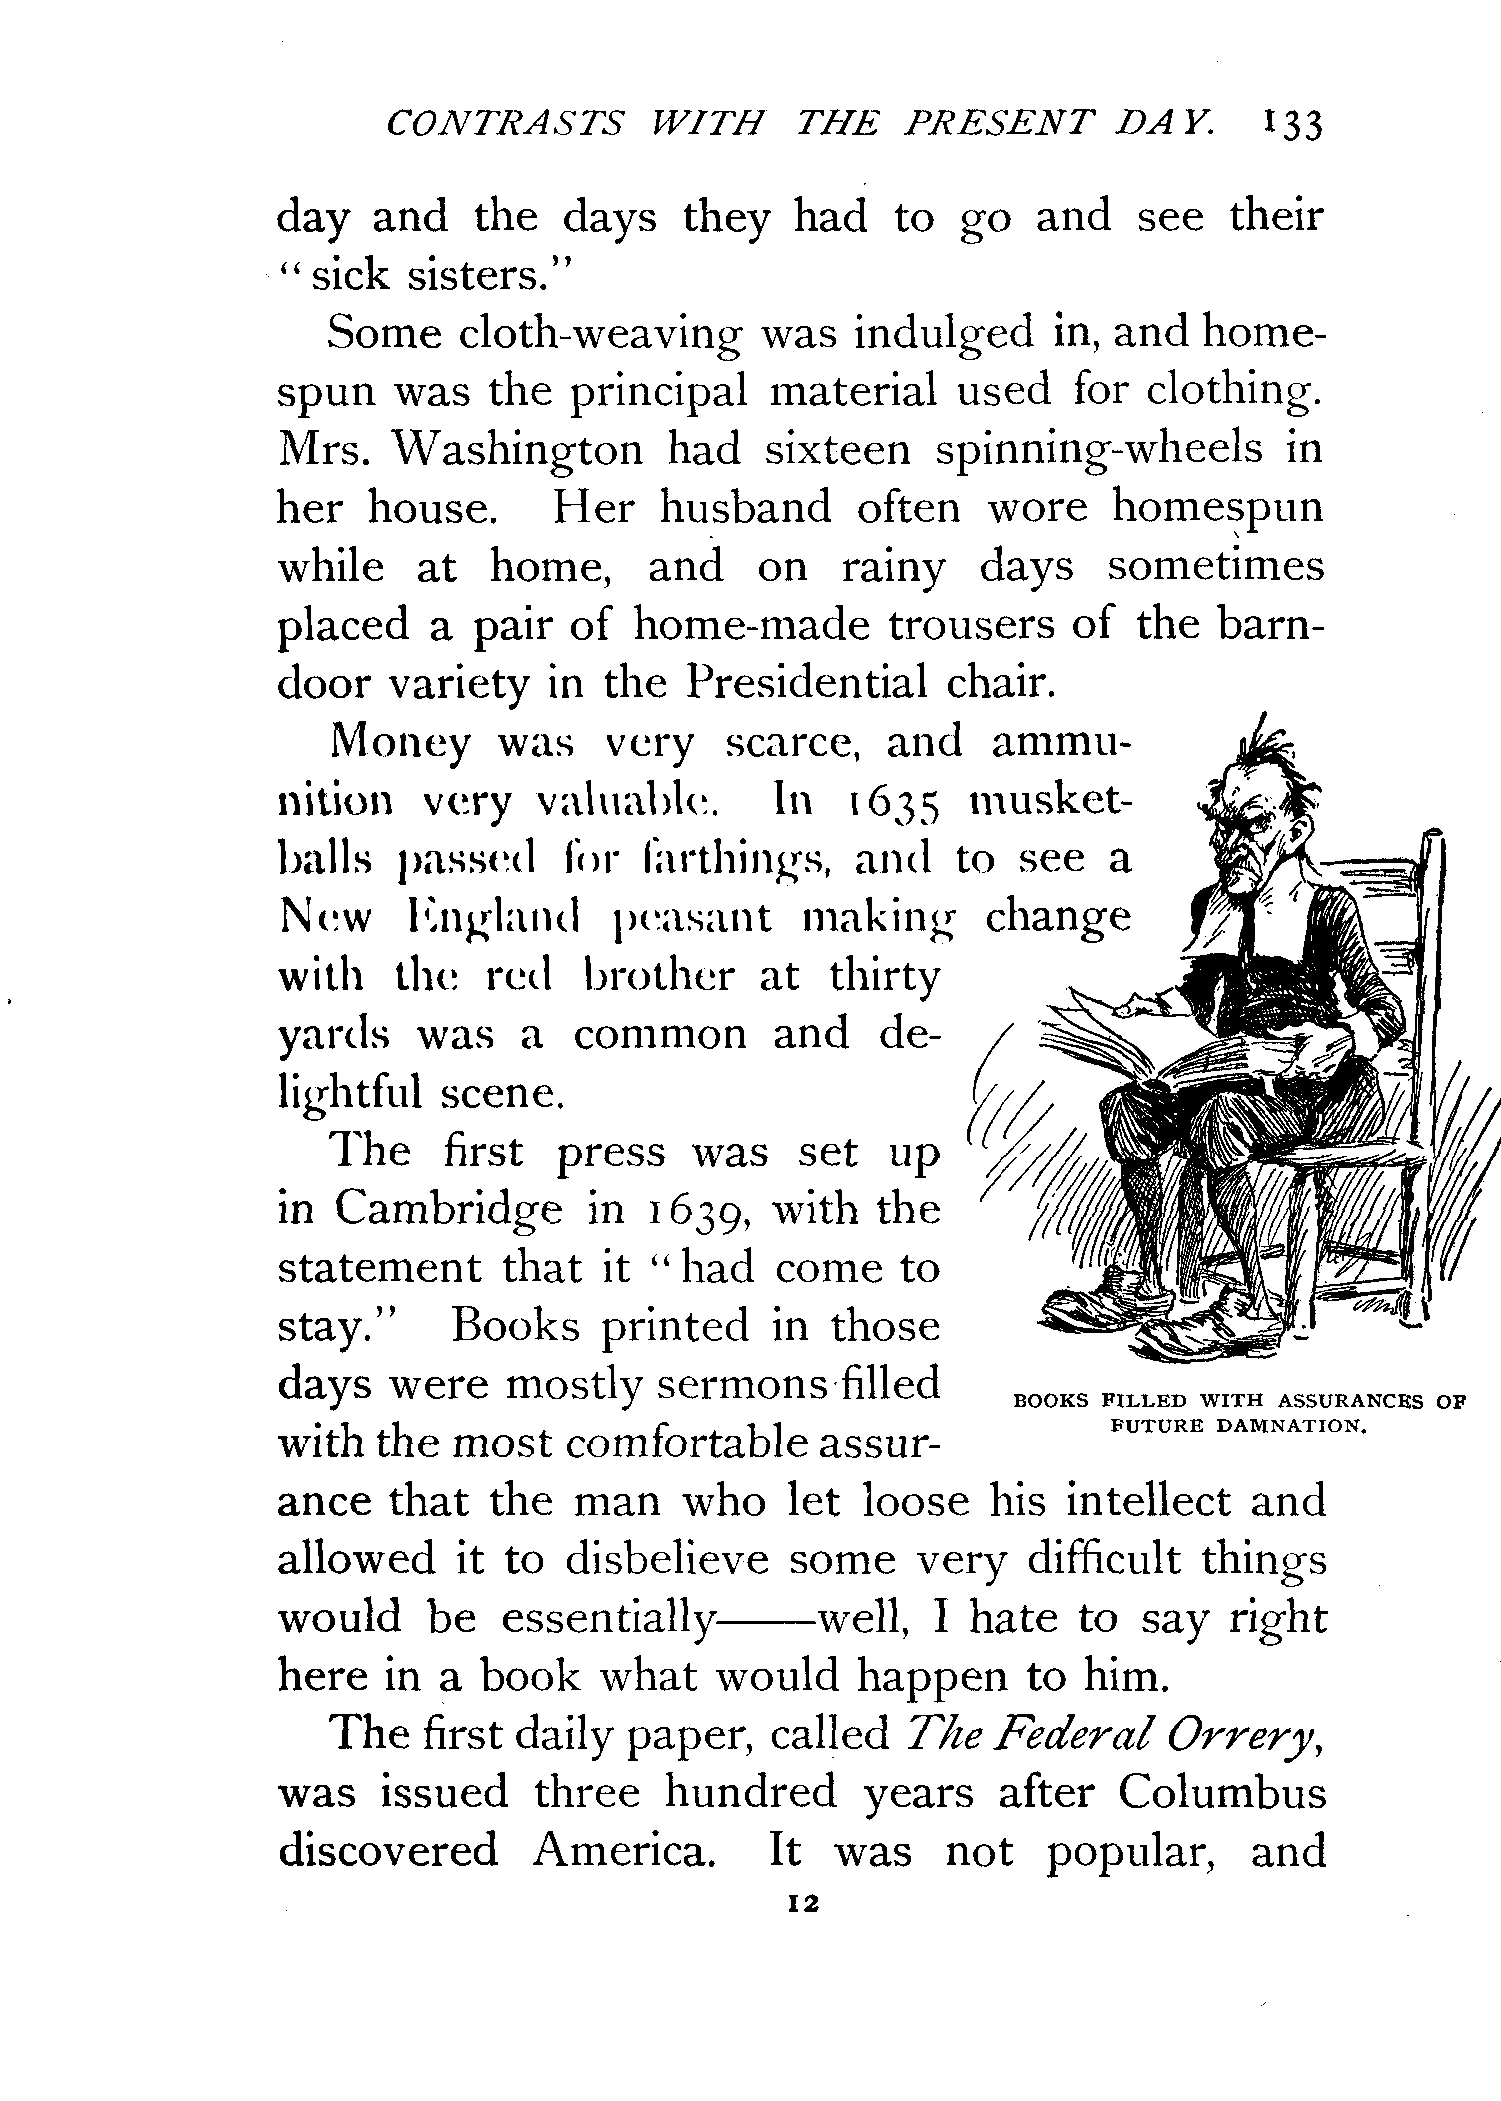 CONTRASTS WITH THE PRESENT DAY. 133
day and the days they had to go and see their
"sick sisters."
Some cloth-weaving was indulged in, and home-
spun was the principal material used for clothing.
Mrs. Washington had sixteen spinning-wheels in
her house. Her husband often wore homespun
while at home, and on rainy days sometimes
placed a pair of home-made trousers of the barn-
door variety in the Presidential chair.
Money was very scarce, and ammu-
nition very valuable. In 1635 musket-
balls passed for farthings, and to see a
New England peasant making change
with the red brother at thirty
yards was a common and de-
lightful scene.
The first press was set up
in Cambridge in 1639, with the
statement that it "had come to
stay." Books printed in those
days were mostly sermons filled
with the most comfortable assur-
ance that the man who let loose his intellect and
allowed it to disbelieve some very difficult things
would be essentially——well, I hate to say right
here in a book what would happen to him.
The first daily paper, called The Federal Orrery,
was issued three hundred years after Columbus
discovered America. It was not popular, and
12
BOOKS FILLED WITH ASSURANCES OF
FUTURE DAMNATION.